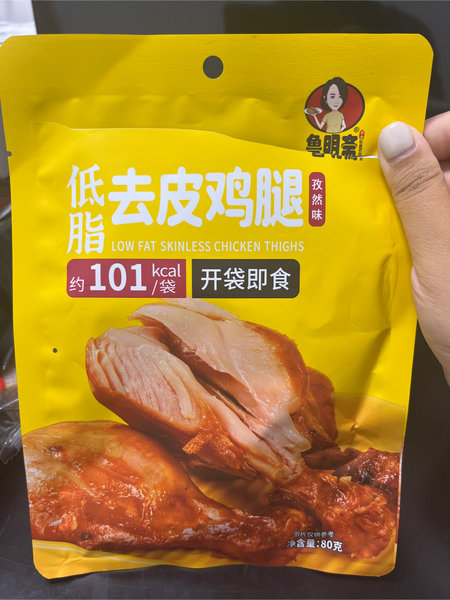 龟明斋®
低脂
去皮鸡腿
孜然味
LOW FAT SKINLESS CHICKEN THIGHS
约101kcal/袋
开袋即食
图片仅供参考
净含量:80克